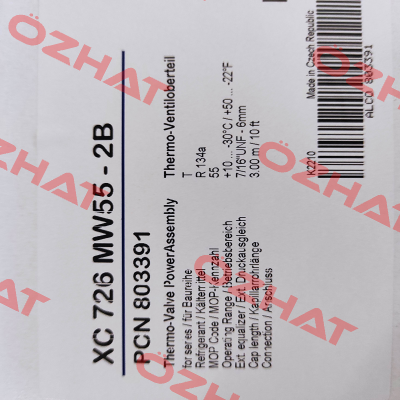 XC 726 MW55 - 2B
PCN 803391
Thermo-Valve PowerAssembly Thermo-Ventiloberteil
for series / für Baureihe T
Refrigerant / Kältemittel R 134a
MOP Code / MOP-Kennzahl 55
Operating Range / Betriebsbereich +10 ... -30°C / +50 ... -22°F
Ext. equalizer / Ext. Druckausgleich 7/16"UNF - 6mm
Cap length / Kapillarrohrlänge 3.00 m / 10 ft
Connection / Anschluss
K2210
Made in Czech Republic
ALCO 803391
ÖZHAT
ÖZHAT
ÖZHAT
ÖZHAT
ÖZHAT
ÖZHAT